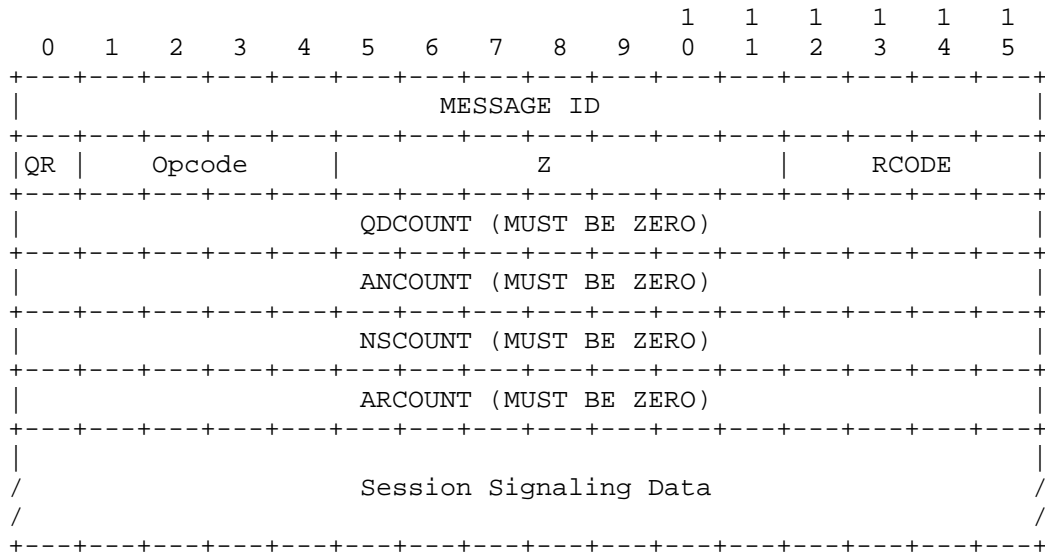 1   1   1   1   1   1
  0   1   2   3   4   5   6   7   8   9   0   1   2   3   4   5
+---+---+---+---+---+---+---+---+---+---+---+---+---+---+---+---+
|                          MESSAGE ID                           |
+---+---+---+---+---+---+---+---+---+---+---+---+---+---+---+---+
|QR |    Opcode     |             Z             |     RCODE     |
+---+---+---+---+---+---+---+---+---+---+---+---+---+---+---+---+
|                     QDCOUNT (MUST BE ZERO)                    |
+---+---+---+---+---+---+---+---+---+---+---+---+---+---+---+---+
|                     ANCOUNT (MUST BE ZERO)                    |
+---+---+---+---+---+---+---+---+---+---+---+---+---+---+---+---+
|                     NSCOUNT (MUST BE ZERO)                    |
+---+---+---+---+---+---+---+---+---+---+---+---+---+---+---+---+
|                     ARCOUNT (MUST BE ZERO)                    |
+---+---+---+---+---+---+---+---+---+---+---+---+---+---+---+---+
|                                                               |
/                     Session Signaling Data                    /
/                                                               /
+---+---+---+---+---+---+---+---+---+---+---+---+---+---+---+---+